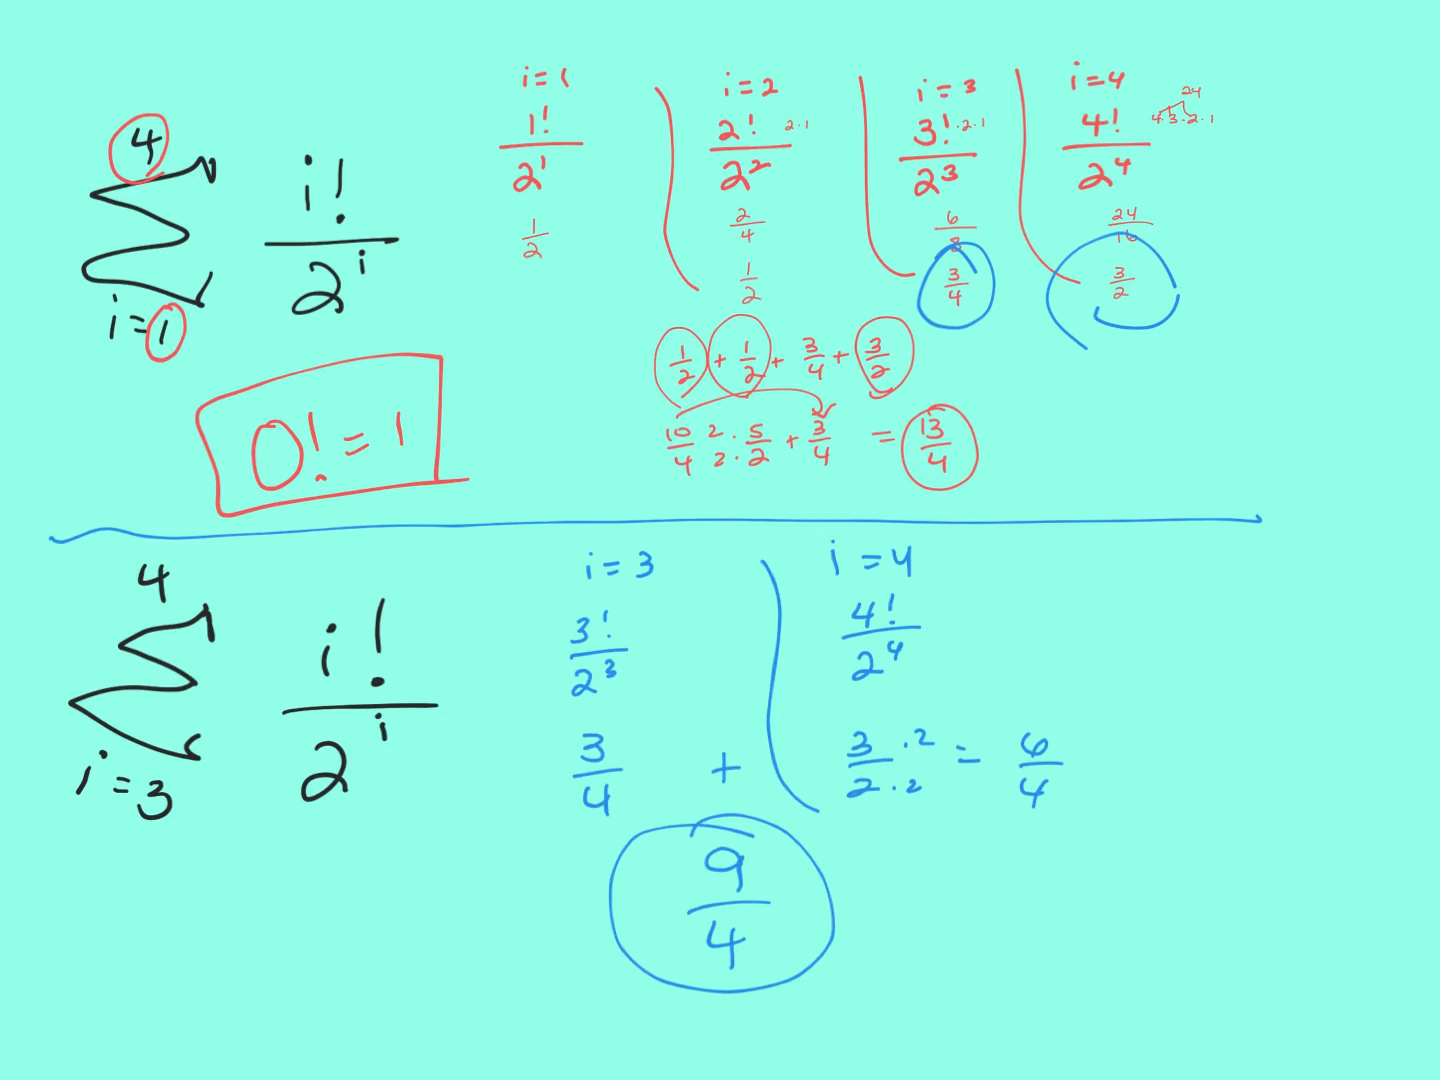 4
Σ i!/2^i
i=1
0! = 1
i=1
1!/2^1
1/2
i=2
2!/2^2 2·1
2/4
1/2
i=3
3!/2^3 ·2·1
6/8
3/4
i=4
4!/2^4
24
4·3·2·1
24/16
3/2
1/2 + 1/2 + 3/4 + 3/2
10/4 2/2 · 5/2 + 3/4 = 13/4
4
Σ i!/2^i
i=3
i=3
3!/2^3
3/4 +
i=4
4!/2^4
3·2/2·2 = 6/4
9/4